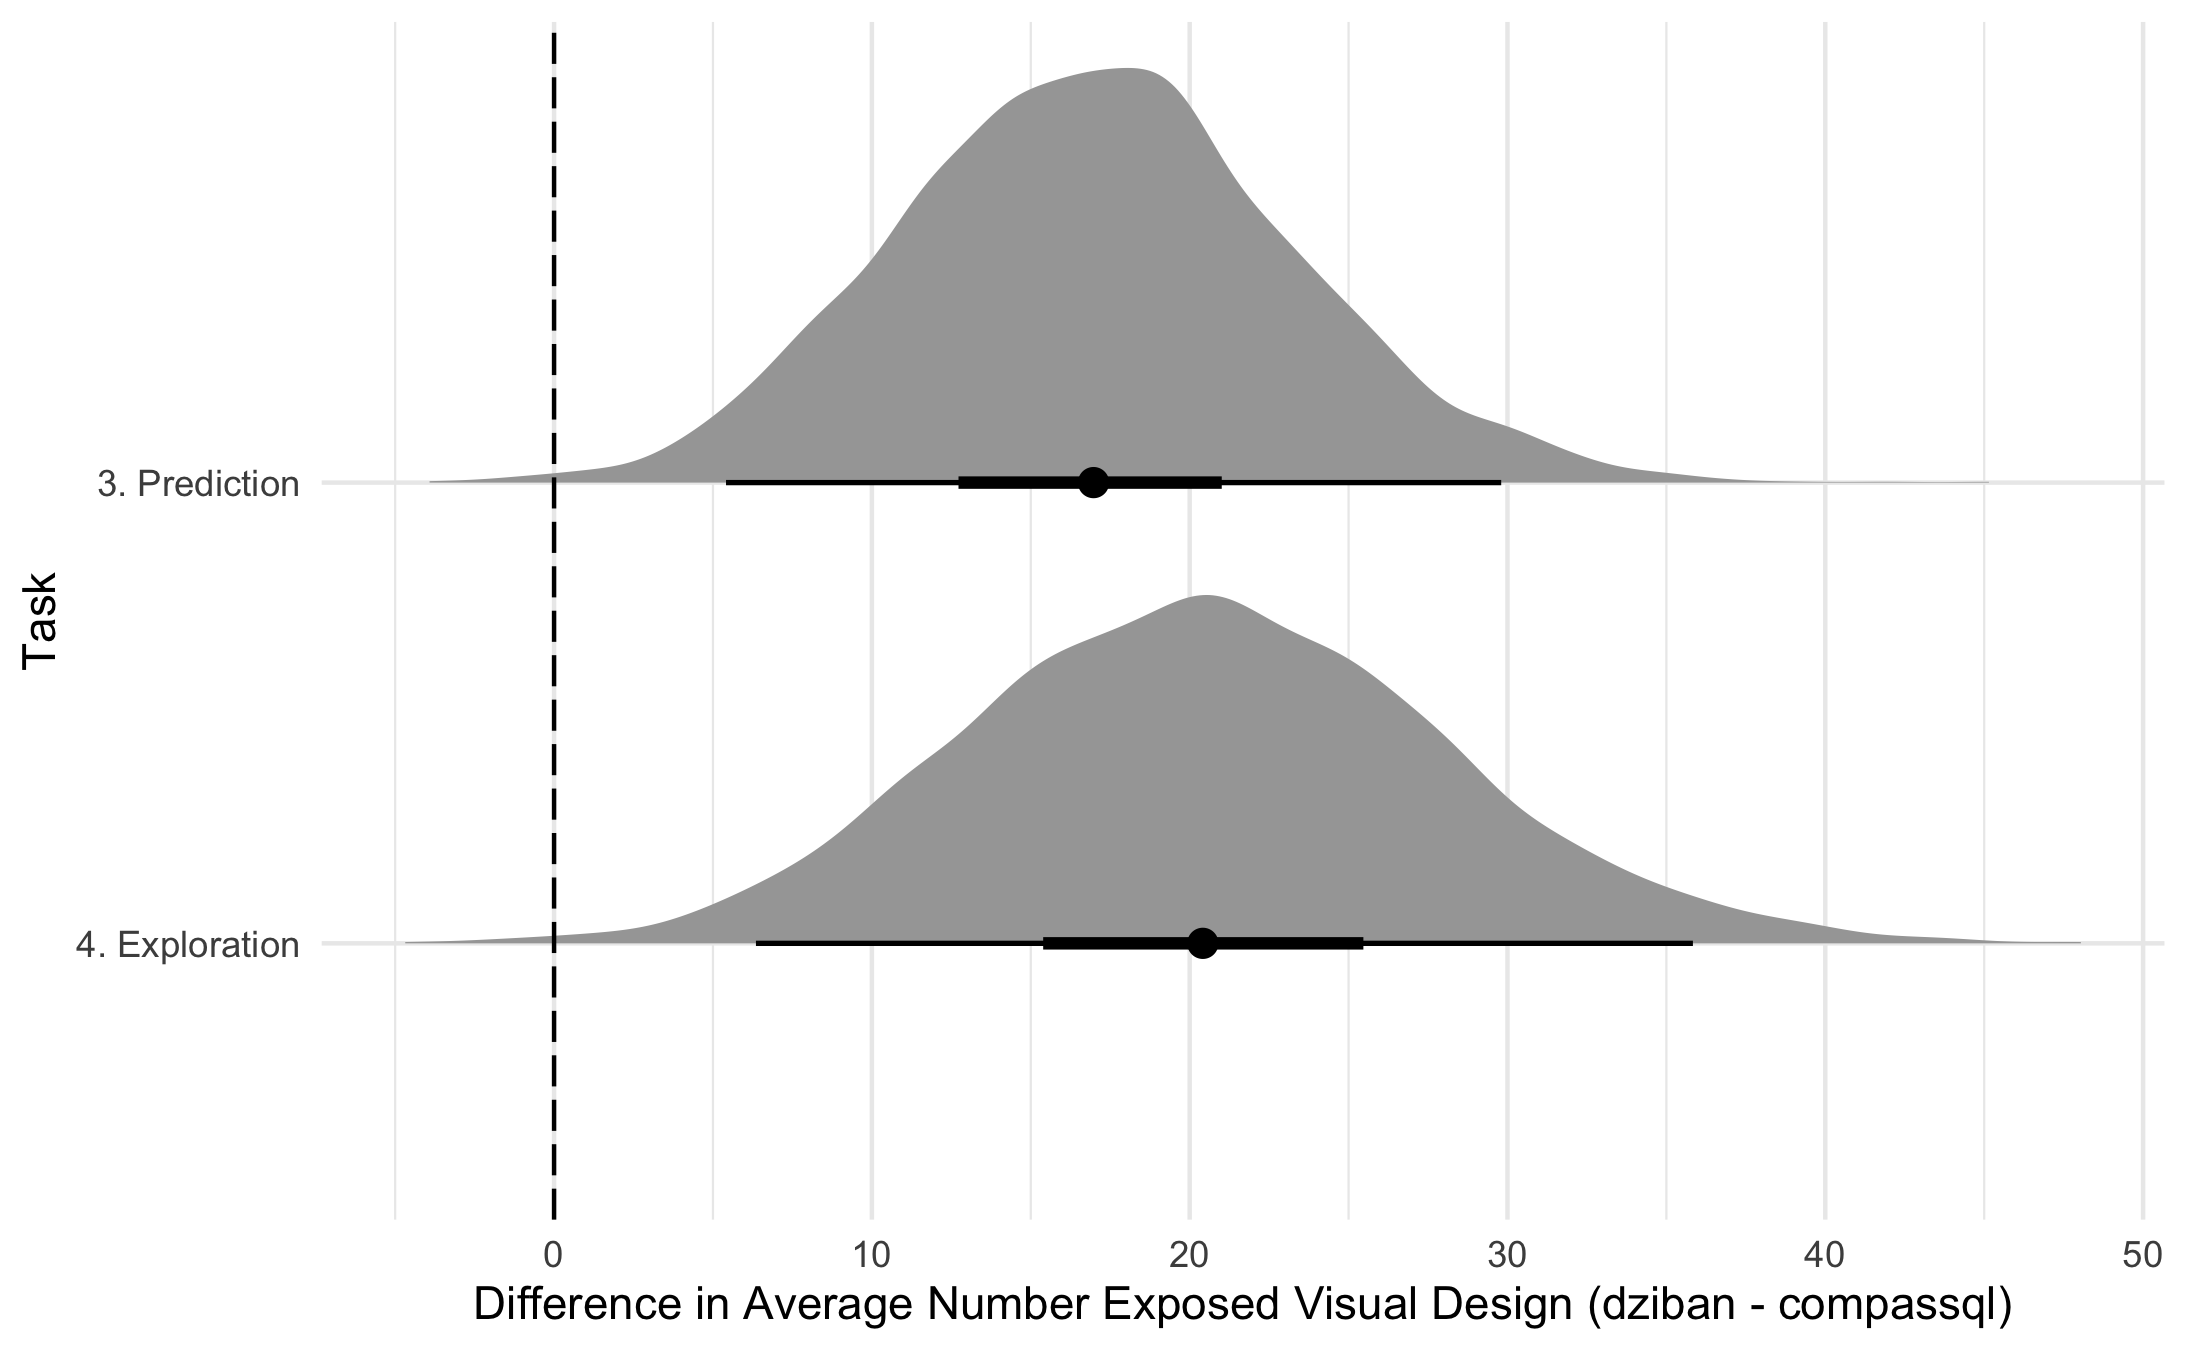 3. Prediction
Task
4. Exploration
0 10 20 30 40 50
Difference in Average Number Exposed Visual Design (dziban - compassql)